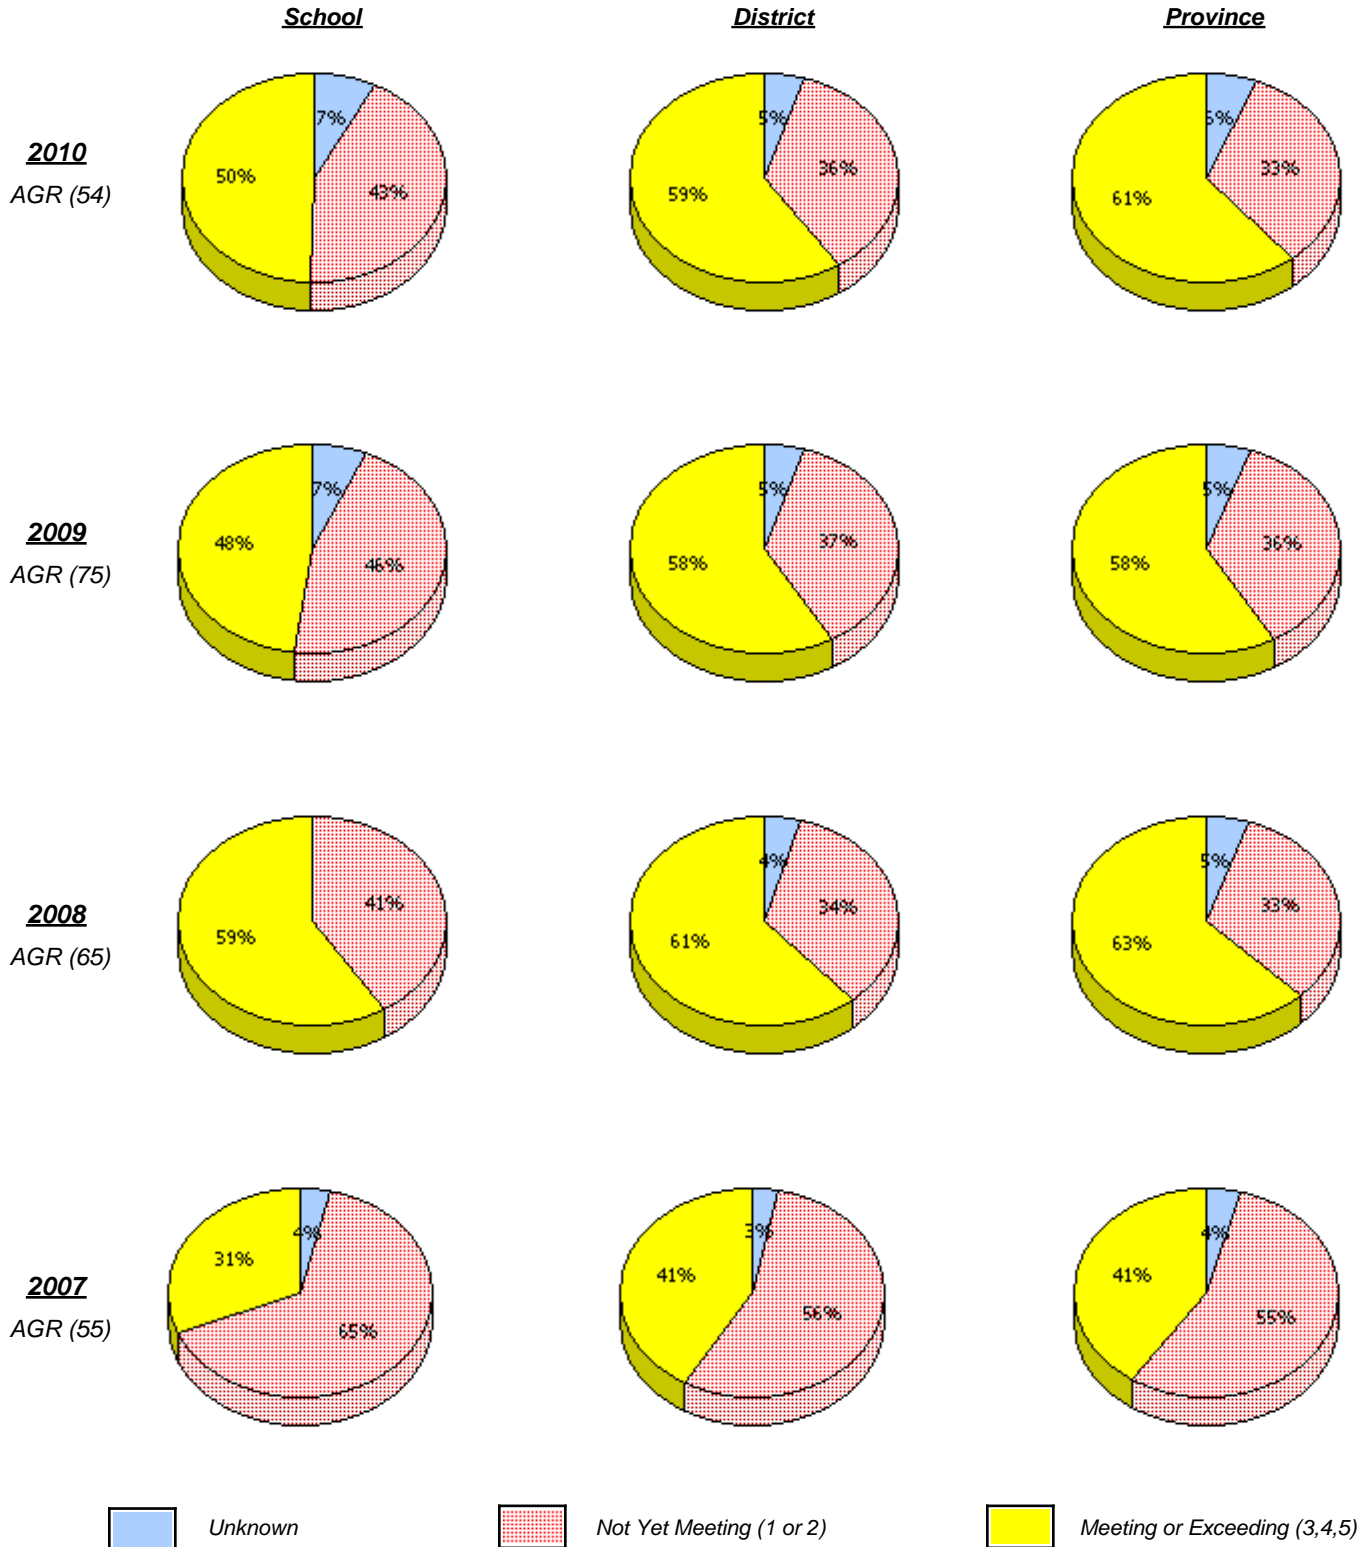 School District Province
7% 5% 6%
2010 50% 43% 59% 36% 61% 33%
AGR (54)
7% 5% 5%
2009 48% 46% 58% 37% 58% 36%
AGR (75)
4% 5%
2008 59% 41% 61% 34% 63% 33%
AGR (65)
4% 3% 4%
2007 31% 65% 41% 56% 41% 55%
AGR (55)
Unknown Not Yet Meeting (1 or 2) Meeting or Exceeding (3,4,5)